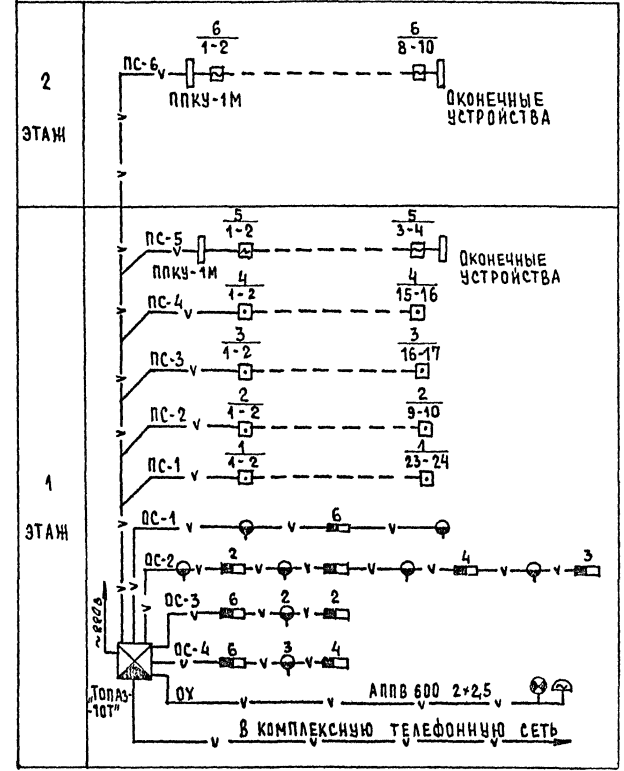 2
ЭТАЖ
ПС-6
6
1-2
6
8-10
ППКУ-1М
ОКОНЕЧНЫЕ
УСТРОЙСТВА
1
ЭТАЖ
ПС-5
5
1-2
5
3-4
ППКУ-1М
ОКОНЕЧНЫЕ
УСТРОЙСТВА
ПС-4
4
1-2
4
15-16
ПС-3
3
1-2
3
16-17
ПС-2
2
1-2
2
9-10
ПС-1
1
1-2
1
23-24
ОС-1
6
ОС-2
2
4
3
ОС-3
6
2
2
ОС-4
6
3
4
~220В
„ТОПАЗ-
-10Т"
ОХ
АППВ 600 2×2,5
В КОМПЛЕКСНУЮ ТЕЛЕФОННУЮ СЕТЬ